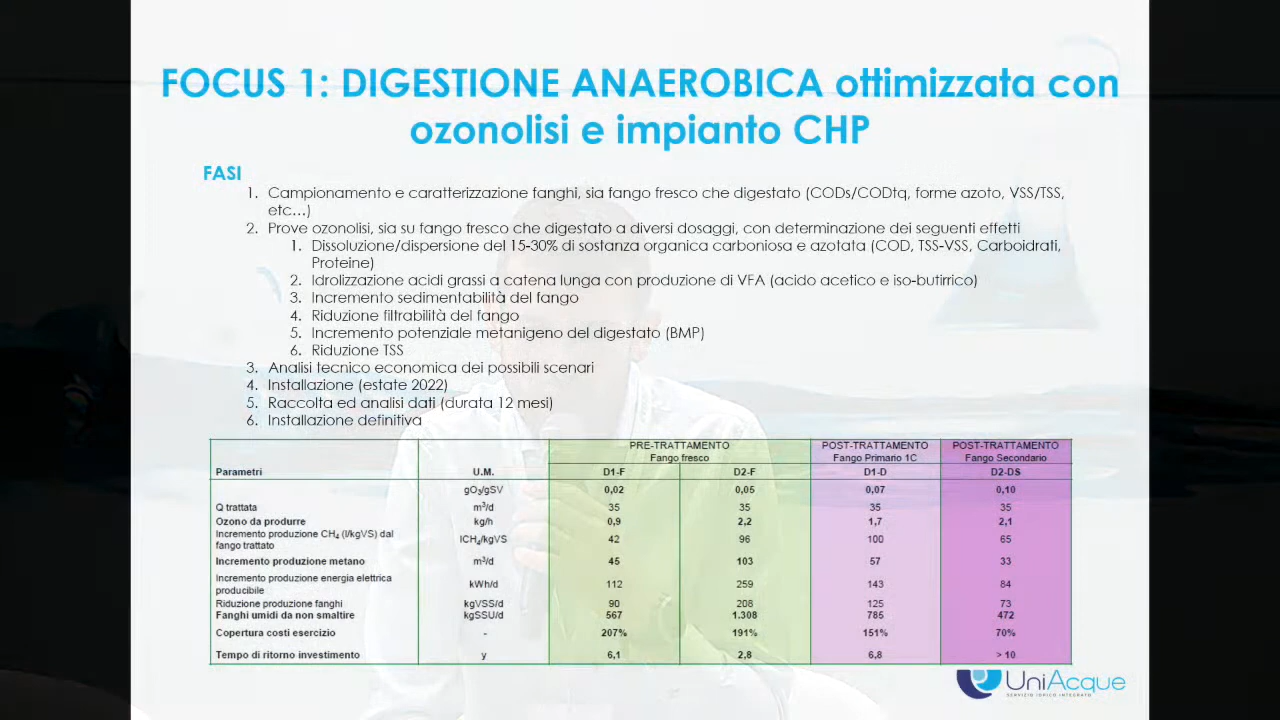 FOCUS 1: DIGESTIONE ANAEROBICA ottimizzata con
ozonolisi e impianto CHP
FASI
1. Campionamento e caratterizzazione fanghi, sia fango fresco che digestato (CODs/CODtq, forme azoto, VSS/TSS,
etc…)
2. Prove ozonolisi, sia su fango fresco che digestato a diversi dosaggi, con determinazione dei seguenti effetti
1. Dissoluzione/dispersione del 15-30% di sostanza organica carboniosa e azotata (COD, TSS-VSS, Carboidrati,
Proteine)
2. Idrolizzazione acidi grassi a catena lunga con produzione di VFA (acido acetico e iso-butirrico)
3. Incremento sedimentabilità del fango
4. Riduzione filtrabilità del fango
5. Incremento potenziale metanigeno del digestato (BMP)
6. Riduzione TSS
3. Analisi tecnico economica dei possibili scenari
4. Installazione (estate 2022)
5. Raccolta ed analisi dati (durata 12 mesi)
6. Installazione definitiva
PRE-TRATTAMENTO POST-TRATTAMENTO POST-TRATTAMENTO
Fango fresco Fango Primario 1C Fango Secondario
Parametri U.M. D1-F D2-F D1-D D2-DS
gO₃/gSV 0,02 0,05 0,07 0,10
Q trattata m³/d 35 35 35 35
Ozono da produrre kg/h 0,9 2,2 1,7 2,1
Incremento produzione CH₄ (l/kgVS) dal
fango trattato lCH₄/kgVS 42 96 100 65
Incremento produzione metano m³/d 45 103 57 33
Incremento produzione energia elettrica
producibile kWh/d 112 259 143 84
Riduzione produzione fanghi kgVSS/d 90 208 125 73
Fanghi umidi da non smaltire kgSSU/d 567 1.308 785 472
Copertura costi esercizio - 207% 191% 151% 70%
Tempo di ritorno investimento y 6,1 2,8 6,8 > 10
UniAcque
SERVIZIO IDRICO INTEGRATO